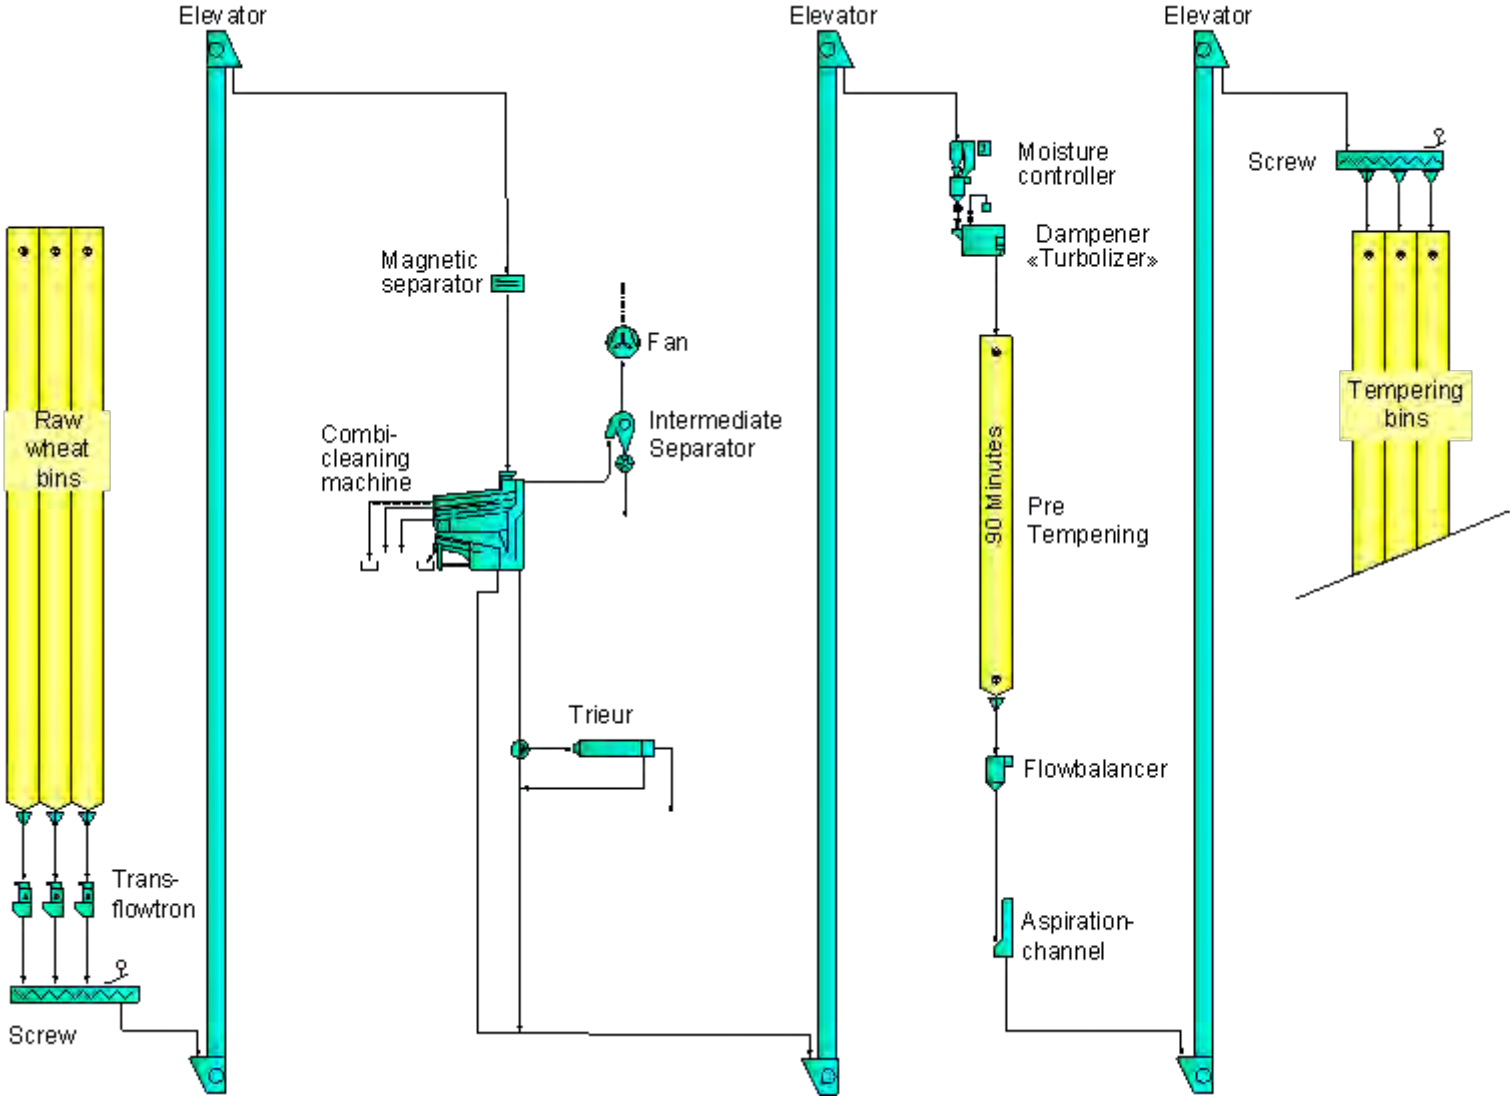 Elevator
Elevator
Elevator
Moisture
controller
Screw
Dampener
«Turbolizer»
Magnetic
separator
Fan
Tempering
bins
Raw
wheat
bins
Combi-
cleaning
machine
Intermediate
Separator
90 Minutes
Pre
Tempening
Trieur
Flowbalancer
Trans-
flowtron
Aspiration-
channel
Screw